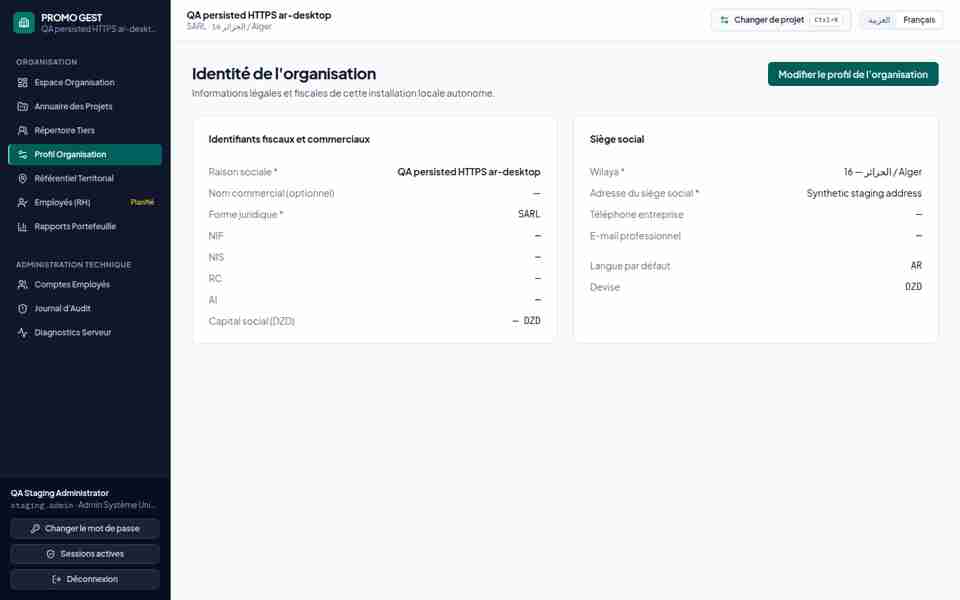 PROMO GEST
QA persisted HTTPS ar-deskt...
ORGANISATION
Espace Organisation
Annuaire des Projets
Répertoire Tiers
Profil Organisation
Référentiel Territorial
Employés (RH) Planifié
Rapports Portefeuille
ADMINISTRATION TECHNIQUE
Comptes Employés
Journal d'Audit
Diagnostics Serveur
QA Staging Administrator
staging.admin · Admin Système Uni...
Changer le mot de passe
Sessions actives
Déconnexion
QA persisted HTTPS ar-desktop
SARL · 16 الجزائر / Alger
Changer de projet Ctrl+K
العربية Français
Identité de l'organisation
Informations légales et fiscales de cette installation locale autonome.
Modifier le profil de l'organisation
Identifiants fiscaux et commerciaux
Raison sociale * QA persisted HTTPS ar-desktop
Nom commercial (optionnel) —
Forme juridique * SARL
NIF —
NIS —
RC —
AI —
Capital social (DZD) — DZD
Siège social
Wilaya * 16 — الجزائر / Alger
Adresse du siège social * Synthetic staging address
Téléphone entreprise —
E-mail professionnel —
Langue par défaut AR
Devise DZD